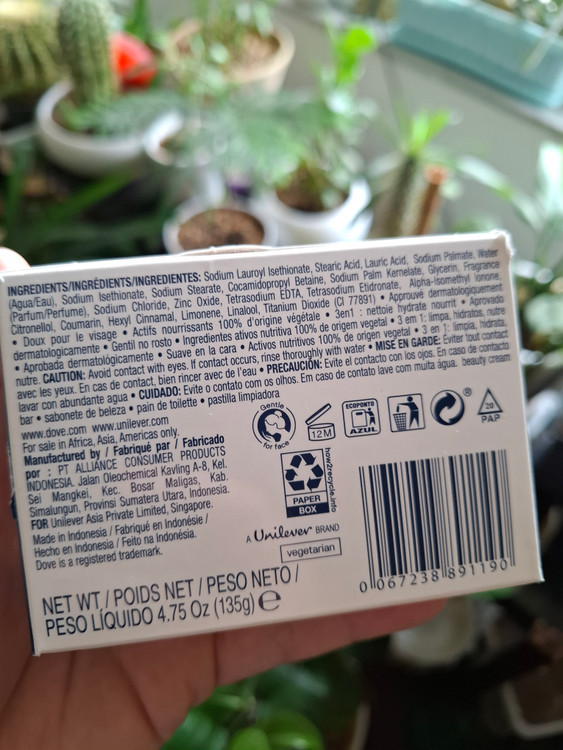 INGREDIENTS/INGRÉDIENTS/INGREDIENTES: Sodium Lauroyl Isethionate, Stearic Acid, Lauric Acid, Sodium Palmate, Water
(Agua/Eau), Sodium Isethionate, Sodium Stearate, Cocamidopropyl Betaine, Sodium Palm Kernelate, Glycerin, Fragrance
(Parfum/Perfume), Sodium Chloride, Zinc Oxide, Tetrasodium EDTA, Tetrasodium Etidronate, Alpha-Isomethyl Ionone,
Citronellol, Coumarin, Hexyl Cinnamal, Limonene, Linalool, Titanium Dioxide (CI 77891) • Approuvé dermatologiquement
• Doux pour le visage • Actifs nourrissants 100% d'origine végétale • 3en1 : nettoie hydrate nourrit • Aprovado
dermatologicamente • Gentil no rosto • Ingredientes ativos nutritiva 100% de origem vegetal • 3 em 1: limpa, hidrata, nutre
• Aprobada dermatológicamente • Suave en la cara • Activos nutritivos 100% de origen vegetal • 3 en 1: limpia, hidrata,
nutre. CAUTION: Avoid contact with eyes. If contact occurs, rinse thoroughly with water • MISE EN GARDE: Éviter tout contact
avec les yeux. En cas de contact, bien rincer avec de l'eau • PRECAUCIÓN: Evite el contacto con los ojos. En caso de contacto
lavar con abundante agua • CUIDADO: Evite o contato com os olhos. Em caso de contato lave com muita água. beauty cream
bar • sabonete de beleza • pain de toilette • pastilla limpiadora
www.dove.com www.unilever.com
For sale in Africa, Asia, Americas only.
Manufactured by / Fabriqué par / Fabricado
por : PT ALLIANCE CONSUMER PRODUCTS
INDONESIA. Jalan Oleochemical Kavling A-8, Kel.
Sei Mangkei, Kec. Bosar Maligas, Kab.
Simalungun, Provinsi Sumatera Utara, Indonesia.
FOR Unilever Asia Private Limited, Singapore.
Made in Indonesia / Fabriqué en Indonésie /
Hecho en Indonesia / Feito na Indonésia.
Dove is a registered trademark.
Gentle
for face
12M
ECOPONTO
AZUL
®
20
PAP
how2recycle.info
PAPER
BOX
A Unilever BRAND
vegetarian
NET WT / POIDS NET / PESO NETO /
PESO LÍQUIDO 4.75 Oz (135g) ℮
0 067238 891190